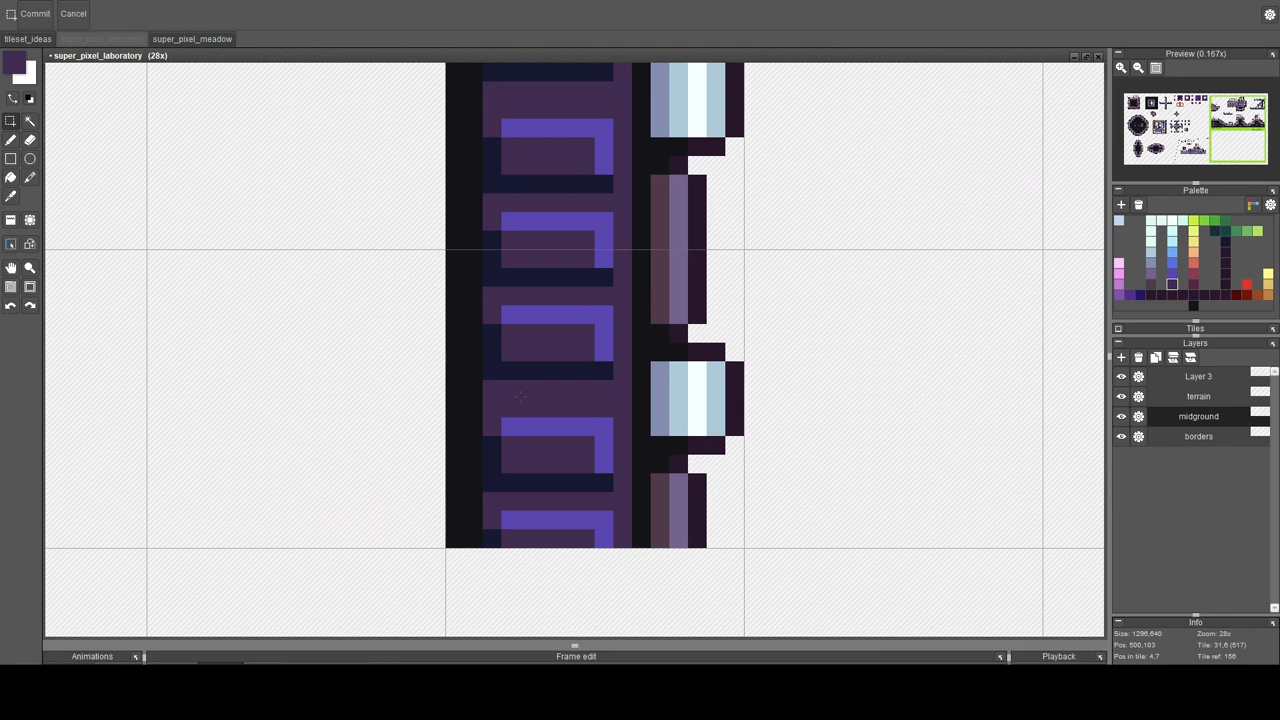 Commit Cancel
tileset_ideas super_pixel_meadow
• super_pixel_laboratory (28x)
Preview (0.167x)
Palette
Tiles
Layers
Layer 3
terrain
midground
borders
Info
Size: 1296,640 Zoom: 28x
Pos: 500,103 Tile: 31,6 (517)
Pos in tile: 4,7 Tile ref: 156
Animations Frame edit Playback